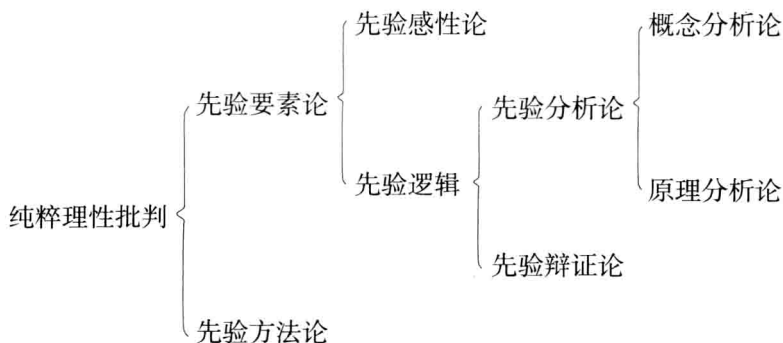 先验感性论
概念分析论
先验要素论
先验分析论
先验逻辑
原理分析论
纯粹理性批判
先验辩证论
先验方法论